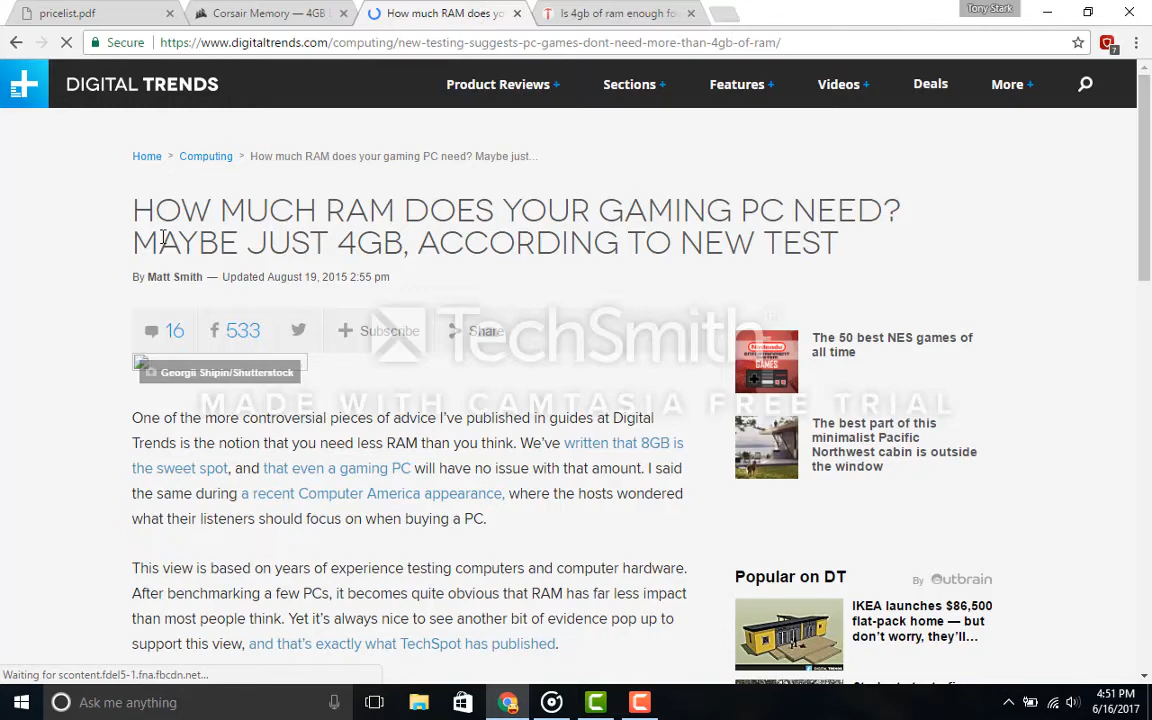 pricelist.pdf
Corsair Memory — 4GB
How much RAM does yo
Is 4gb of ram enough fo
Tony Stark
Secure
https://www.digitaltrends.com/computing/new-testing-suggests-pc-games-dont-need-more-than-4gb-of-ram/
7
DIGITAL TRENDS
Product Reviews +
Sections +
Features +
Videos +
Deals
More +
Home > Computing > How much RAM does your gaming PC need? Maybe just...
HOW MUCH RAM DOES YOUR GAMING PC NEED?
MAYBE JUST 4GB, ACCORDING TO NEW TEST
By Matt Smith — Updated August 19, 2015 2:55 pm
16
533
Subscribe
Share
TechSmith
MADE WITH CAMTASIA FREE TRIAL
Georgii Shipin/Shutterstock
One of the more controversial pieces of advice I've published in guides at Digital
Trends is the notion that you need less RAM than you think. We've written that 8GB is
the sweet spot, and that even a gaming PC will have no issue with that amount. I said
the same during a recent Computer America appearance, where the hosts wondered
what their listeners should focus on when buying a PC.
This view is based on years of experience testing computers and computer hardware.
After benchmarking a few PCs, it becomes quite obvious that RAM has far less impact
than most people think. Yet it's always nice to see another bit of evidence pop up to
support this view, and that's exactly what TechSpot has published.
The 50 best NES games of
all time
The best part of this
minimalist Pacific
Northwest cabin is outside
the window
Popular on DT
By Outbrain
IKEA launches $86,500
flat-pack home — but
don't worry, they'll...
Waiting for scontent.fdel5-1.fna.fbcdn.net...
Ask me anything
4:51 PM
6/16/2017